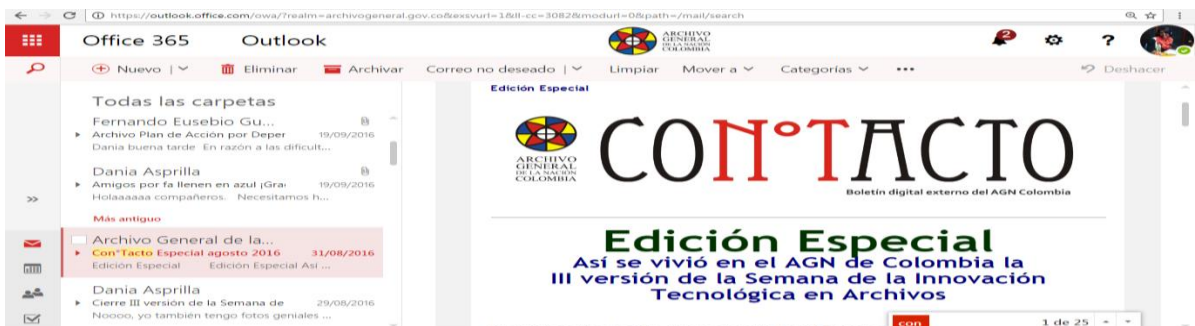 https://outlook.office.com/owa/?realm=archivogeneral.gov.co&exsvurl=1&ll-cc=3082&modurl=0&path=/mail/search
Office 365 Outlook
ARCHIVO
GENERAL
DE LA NACIÓN
COLOMBIA
2
?
Nuevo | Eliminar Archivar Correo no deseado | Limpiar Mover a Categorías ••• Deshacer
Todas las carpetas
Fernando Eusebio Gu...
Archivo Plan de Acción por Deper 19/09/2016
Dania buena tarde En razón a las dificult...
Dania Asprilla
Amigos por fa llenen en azul ¡Gra 19/09/2016
Holaaaaaa compañeros. Necesitamos h...
Más antiguo
Archivo General de la...
Con°Tacto Especial agosto 2016 31/08/2016
Edición Especial Edición Especial Así ...
Dania Asprilla
Cierre III versión de la Semana de 29/08/2016
Noooo, yo también tengo fotos geniales ...
Edición Especial
ARCHIVO
GENERAL
DE LA NACIÓN
COLOMBIA
CON°TACTO
Boletín digital externo del AGN Colombia
Edición Especial
Así se vivió en el AGN de Colombia la
III versión de la Semana de la Innovación
Tecnológica en Archivos
con 1 de 25